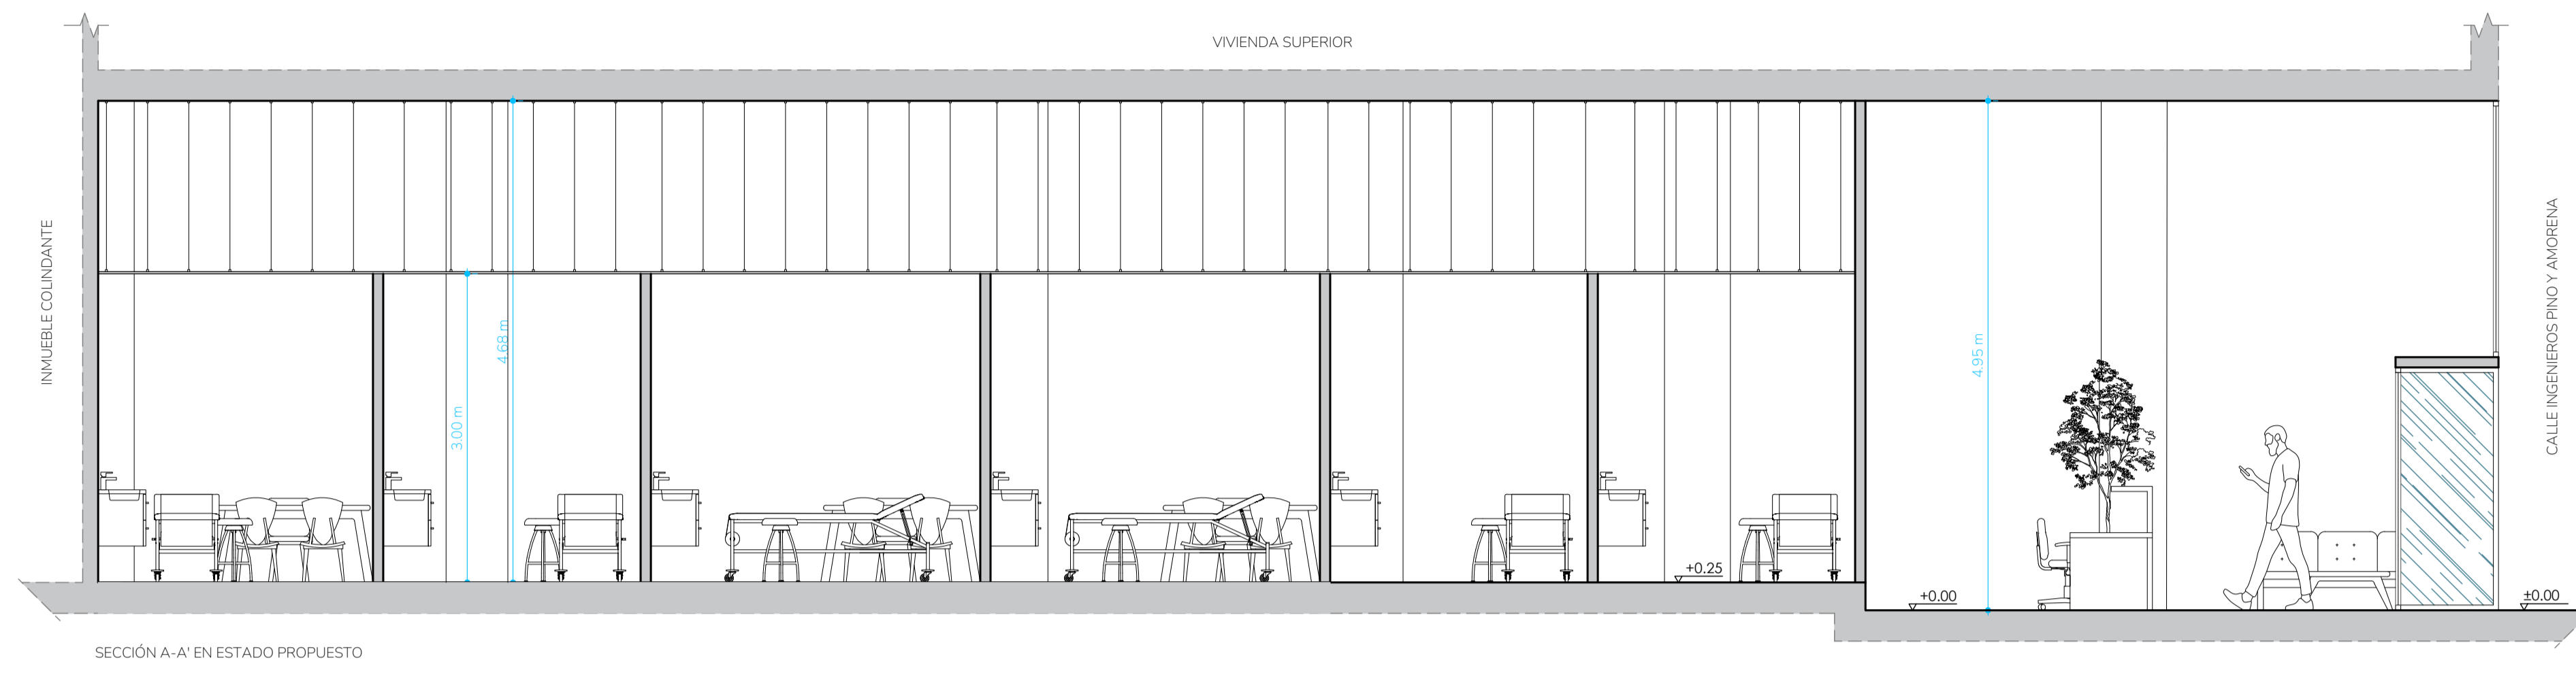 VIVIENDA SUPERIOR
INMUEBLE COLINDANTE
3.00 m
4.68 m
4.95 m
CALLE INGENIEROS PINO Y AMORENA
+0.25
+0.00
±0.00
SECCIÓN A-A' EN ESTADO PROPUESTO